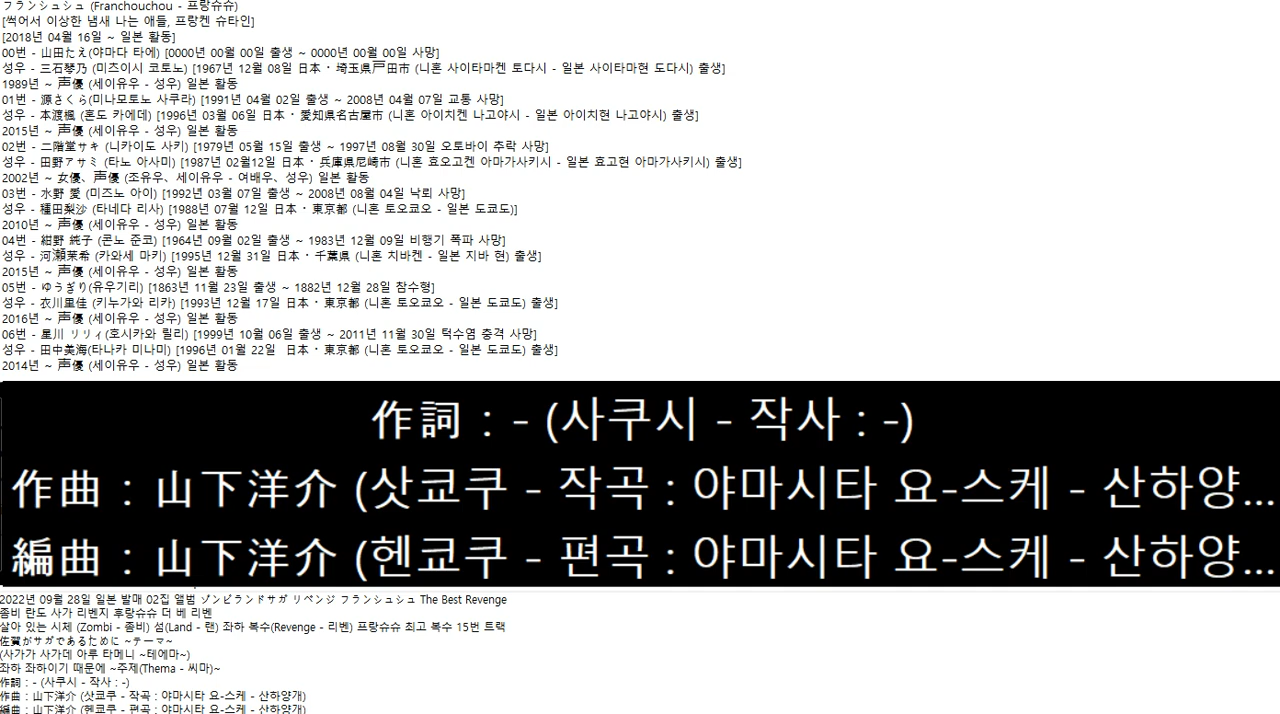 フランシュシュ (Franchouchou - 프랑슈슈)
[썩어서 이상한 냄새 나는 애들, 프랑켄 슈타인]
[2018년 04월 16일 ~ 일본 활동]
00번 - 山田たえ(야마다 타에) [0000년 00월 00일 출생 ~ 0000년 00월 00일 사망]
성우 - 三石琴乃 (미츠이시 코토노) [1967년 12월 08일 日本・埼玉県戸田市 (니혼 사이타마켄 토다시 - 일본 사이타마현 도다시) 출생]
1989년 ~ 声優 (세이유우 - 성우) 일본 활동
01번 - 源さくら(미나모토노 사쿠라) [1991년 04월 02일 출생 ~ 2008년 04월 07일 교통 사망]
성우 - 本渡楓 (혼도 카에데) [1996년 03월 06일 日本・愛知県名古屋市 (니혼 아이치켄 나고야시 - 일본 아이치현 나고야시) 출생]
2015년 ~ 声優 (세이유우 - 성우) 일본 활동
02번 - 二階堂サキ (니카이도 사키) [1979년 05월 15일 출생 ~ 1997년 08월 30일 오토바이 추락 사망]
성우 - 田野アサミ (타노 아사미) [1987년 02월12일 日本・兵庫県尼崎市 (니혼 효오고켄 아마가사키시 - 일본 효고현 아마가사키시) 출생]
2002년 ~ 女優、声優 (조유우、세이유우 - 여배우、성우) 일본 활동
03번 - 水野 愛 (미즈노 아이) [1992년 03월 07일 출생 ~ 2008년 08월 04일 낙뢰 사망]
성우 - 種田梨沙 (타네다 리사) [1988년 07월 12일 日本・東京都 (니혼 토오쿄오 - 일본 도쿄도)]
2010년 ~ 声優 (세이유우 - 성우) 일본 활동
04번 - 紺野 純子 (콘노 준코) [1964년 09월 02일 출생 ~ 1983년 12월 09일 비행기 폭파 사망]
성우 - 河瀬茉希 (카와세 마키) [1995년 12월 31일 日本・千葉県 (니혼 치바켄 - 일본 지바 현) 출생]
2015년 ~ 声優 (세이유우 - 성우) 일본 활동
05번 - ゆうぎり(유우기리) [1863년 11월 23일 출생 ~ 1882년 12월 28일 참수형]
성우 - 衣川里佳 (키누가와 리카) [1993년 12월 17일 日本・東京都 (니혼 토오쿄오 - 일본 도쿄도) 출생]
2016년 ~ 声優 (세이유우 - 성우) 일본 활동
06번 - 星川 リリィ(호시카와 릴리) [1999년 10월 06일 출생 ~ 2011년 11월 30일 턱수염 충격 사망]
성우 - 田中美海(타나카 미나미) [1996년 01월 22일 日本・東京都 (니혼 토오쿄오 - 일본 도쿄도) 출생]
2014년 ~ 声優 (세이유우 - 성우) 일본 활동
作詞 : - (사쿠시 - 작사 : -)
作曲 : 山下洋介 (삿쿄쿠 - 작곡 : 야마시타 요-스케 - 산하양...
編曲 : 山下洋介 (헨쿄쿠 - 편곡 : 야마시타 요-스케 - 산하양...
2022년 09월 28일 일본 발매 02집 앨범 ゾンビランドサガ リベンジ フランシュシュ The Best Revenge
좀비 란도 사가 리벤지 후랑슈슈 더 베 리벤
살아 있는 시체 (Zombi - 좀비) 섬(Land - 랜) 좌하 복수(Revenge - 리벤) 프랑슈슈 최고 복수 15번 트랙
佐賀がサガであるために ~テーマ~
(사가가 사가데 아루 타메니 ~테에마~)
좌하 좌하이기 때문에 ~주제(Thema - 씨마)~
作詞 : - (사쿠시 - 작사 : -)
作曲 : 山下洋介 (삿쿄쿠 - 작곡 : 야마시타 요-스케 - 산하양개)
編曲 : 山下洋介 (헨쿄쿠 - 편곡 : 야마시타 요-스케 - 산하양개)